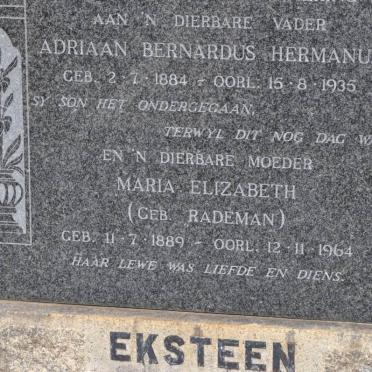 AAN 'N DIERBARE VADER
ADRIAAN BERNARDUS HERMANU
GEB. 2-7-1884 - OORL. 15-8-1935
SY SON HET ONDERGEGAAN,
TERWYL DIT NOG DAG W
EN 'N DIERBARE MOEDER
MARIA ELIZABETH
(GEB. RADEMAN)
GEB. 11-7-1889 - OORL. 12-11-1964
HAAR LEWE WAS LIEFDE EN DIENS.
EKSTEEN